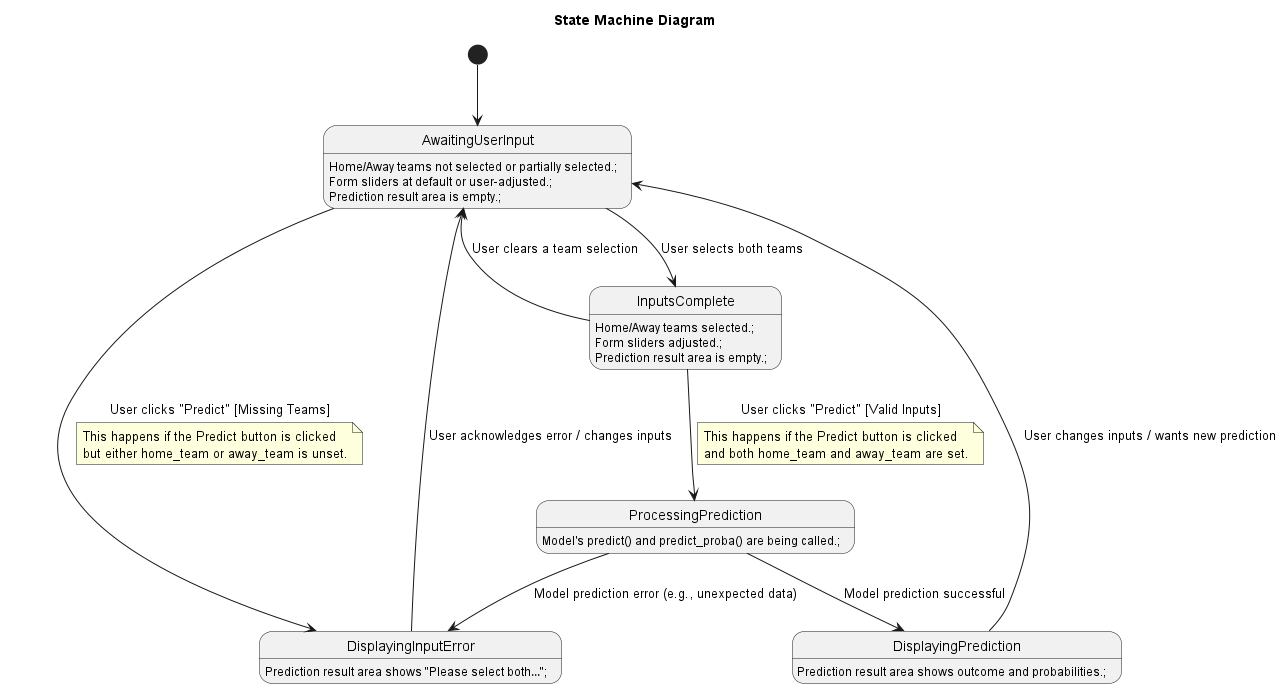 State Machine Diagram
AwaitingUserInput
Home/Away teams not selected or partially selected.;
Form sliders at default or user-adjusted.;
Prediction result area is empty.;
User clears a team selection
User selects both teams
InputsComplete
Home/Away teams selected.;
Form sliders adjusted.;
Prediction result area is empty.;
User clicks "Predict" [Missing Teams]
This happens if the Predict button is clicked
but either home_team or away_team is unset.
User acknowledges error / changes inputs
User clicks "Predict" [Valid Inputs]
This happens if the Predict button is clicked
and both home_team and away_team are set.
User changes inputs / wants new prediction
ProcessingPrediction
Model's predict() and predict_proba() are being called.;
Model prediction error (e.g., unexpected data)
Model prediction successful
DisplayingInputError
Prediction result area shows "Please select both...";
DisplayingPrediction
Prediction result area shows outcome and probabilities.;